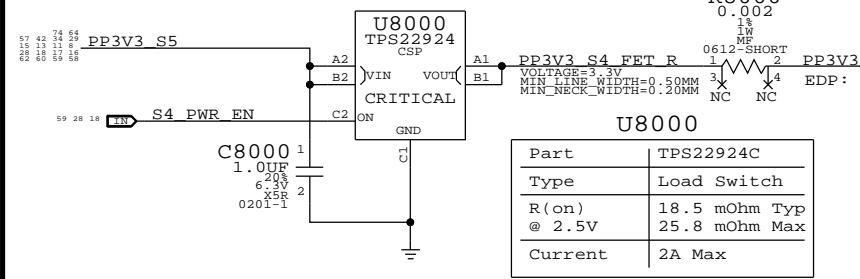 74 64
57 42 34 29
15 13 11 8
28 18 17 16
62 60 59 58
PP3V3_S5
U8000
TPS22924
CSP
A2
B2
VIN
VOUT
A1
B1
CRITICAL
C2
ON
GND
C1
59 28 18
IN
S4_PWR_EN
C8000
1
1.0UF
20%
6.3V
X5R
0201-1
2
PP3V3_S4_FET_R
VOLTAGE=3.3V
MIN_LINE_WIDTH=0.50MM
MIN_NECK_WIDTH=0.20MM
0.002
1%
1W
MF
0612-SHORT
1
2
3
4
NC
NC
PP3V3
EDP:
U8000
Part TPS22924C
Type Load Switch
R(on) 18.5 mOhm Typ
@ 2.5V 25.8 mOhm Max
Current 2A Max